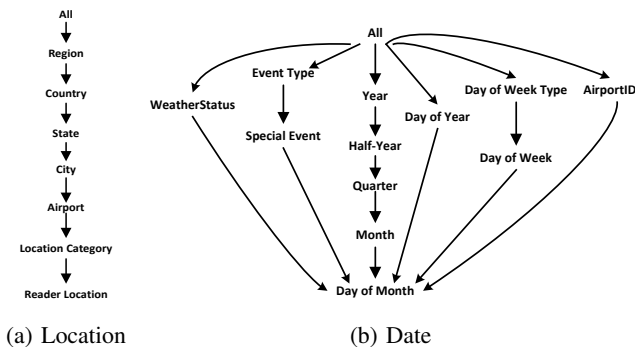 All
Region
Country
State
City
Airport
Location Category
Reader Location
(a) Location
All
WeatherStatus
Event Type
Special Event
Year
Half-Year
Quarter
Month
Day of Year
Day of Week Type
Day of Week
AirportID
Day of Month
(b) Date